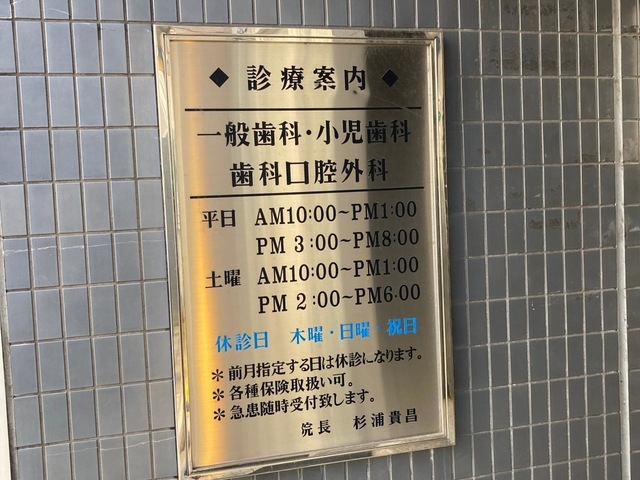 ◆ 診療案内 ◆
一般歯科・小児歯科
歯科口腔外科
平日 AM10:00~PM1:00
PM 3:00~PM8:00
土曜 AM10:00~PM1:00
PM 2:00~PM6:00
休診日 木曜・日曜・祝日
＊前月指定する日は休診になります。
＊各種保険取扱い可。
＊急患随時受付致します。
院長 杉浦貴昌